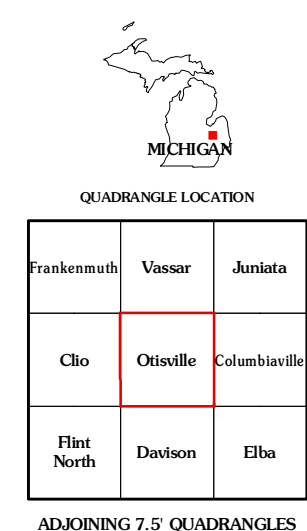 MICHIGAN
QUADRANGLE LOCATION
Frankenmuth Vassar Juniata
Clio Otisville Columbiaville
Flint
North Davison Elba
ADJOINING 7.5' QUADRANGLES